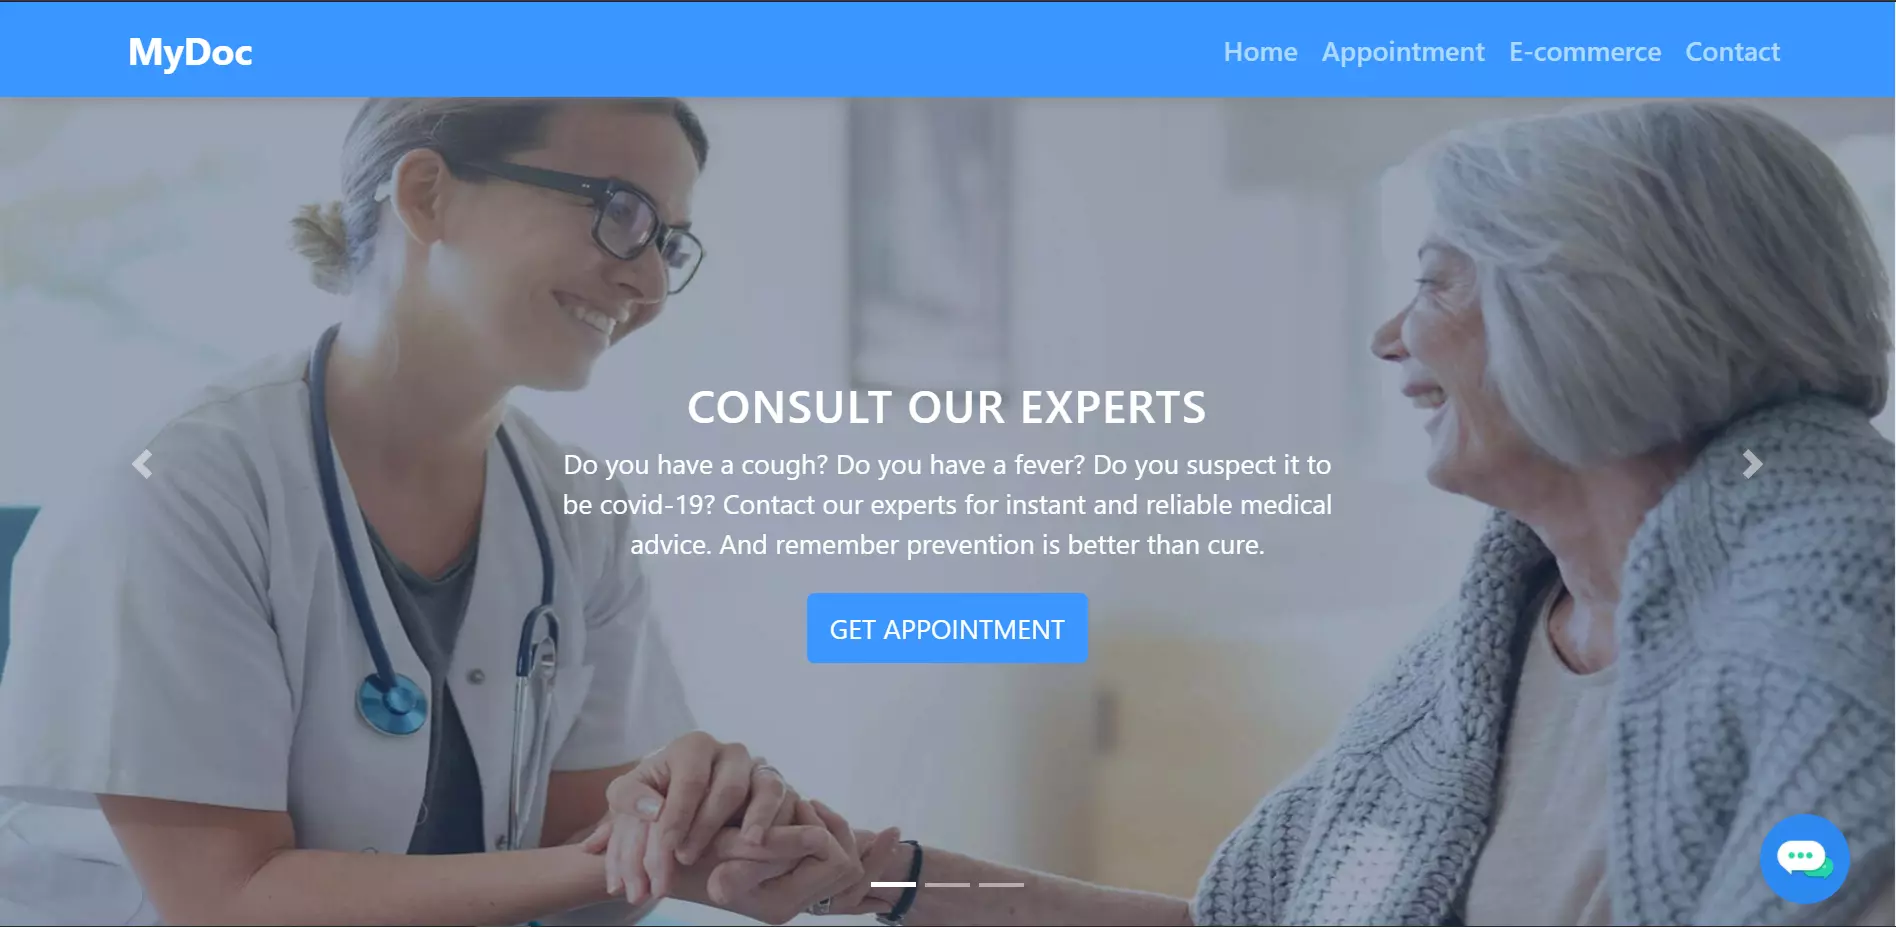 MyDoc
Home Appointment E-commerce Contact
CONSULT OUR EXPERTS
Do you have a cough? Do you have a fever? Do you suspect it to
be covid-19? Contact our experts for instant and reliable medical
advice. And remember prevention is better than cure.
GET APPOINTMENT